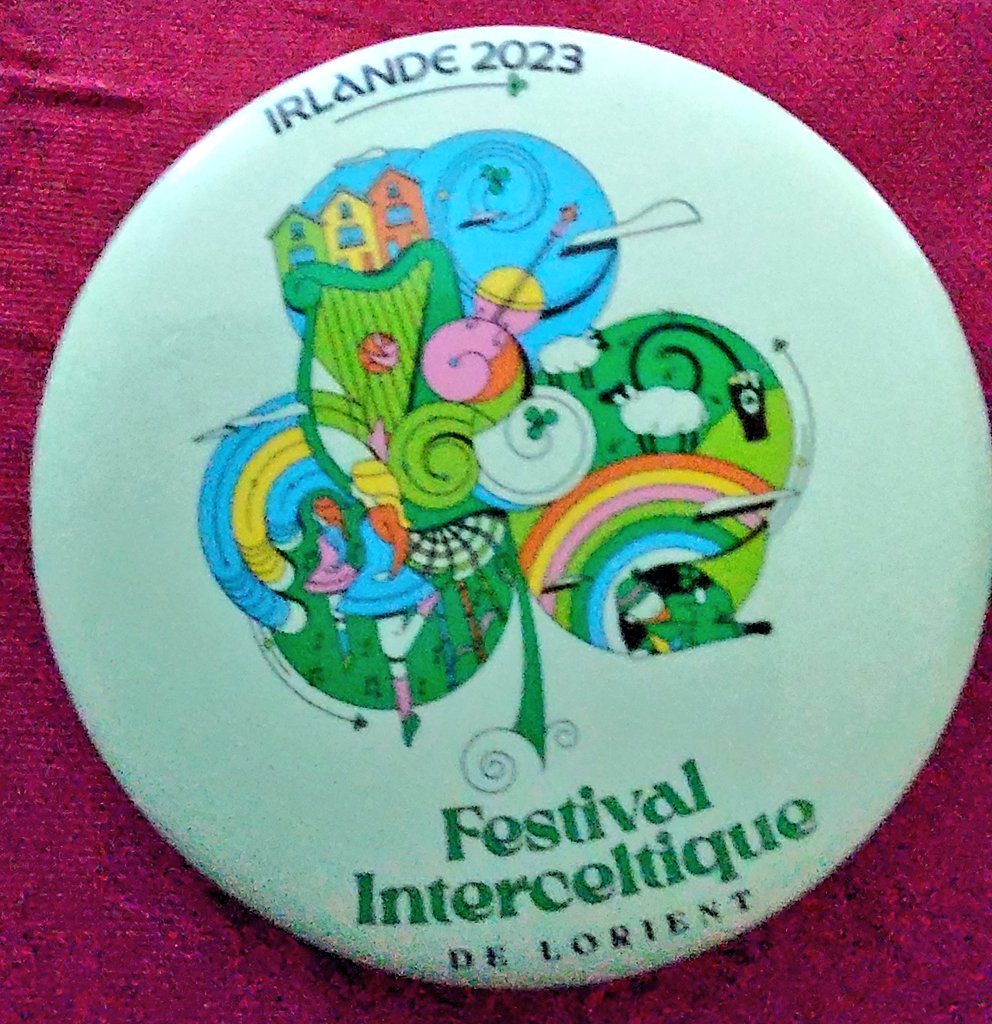 IRLANDE 2023
Festival
Interceltique
DE LORIENT